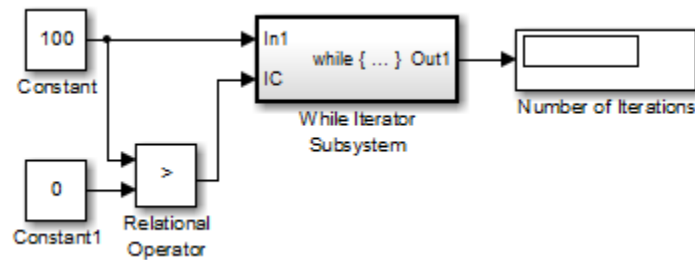 100
Constant
In1
while { ... } Out1
IC
While Iterator
Subsystem
Number of Iterations
0
Constant1
>
Relational
Operator